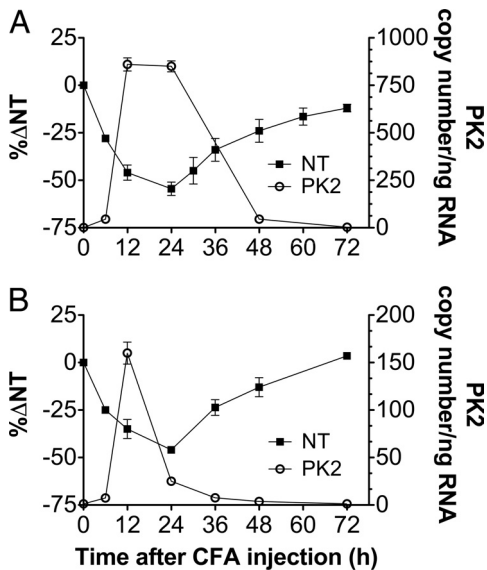 A
25
0
-25
-50
-75
%ΔNT
1000
750
500
250
0
PK2
copy number/ng RNA
NT
PK2
0 12 24 36 48 60 72
B
25
0
-25
-50
-75
%ΔNT
200
150
100
50
0
PK2
copy number/ng RNA
NT
PK2
0 12 24 36 48 60 72
Time after CFA injection (h)